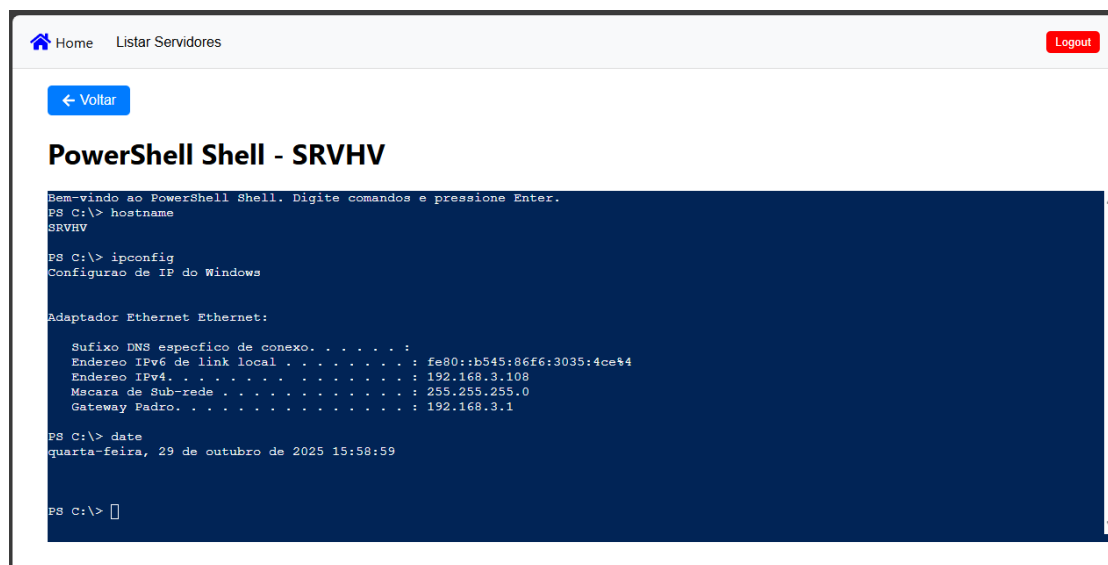 Home Listar Servidores Logout
← Voltar
PowerShell Shell - SRVHV
Bem-vindo ao PowerShell Shell. Digite comandos e pressione Enter.
PS C:\> hostname
SRVHV
PS C:\> ipconfig
Configurao de IP do Windows
Adaptador Ethernet Ethernet:
Sufixo DNS especfico de conexo. . . . . . :
Endereo IPv6 de link local . . . . . . . . : fe80::b545:86f6:3035:4ce%4
Endereo IPv4. . . . . . . . . . . . . . . : 192.168.3.108
Mscara de Sub-rede . . . . . . . . . . . . : 255.255.255.0
Gateway Padro. . . . . . . . . . . . . . . : 192.168.3.1
PS C:\> date
quarta-feira, 29 de outubro de 2025 15:58:59
PS C:\>